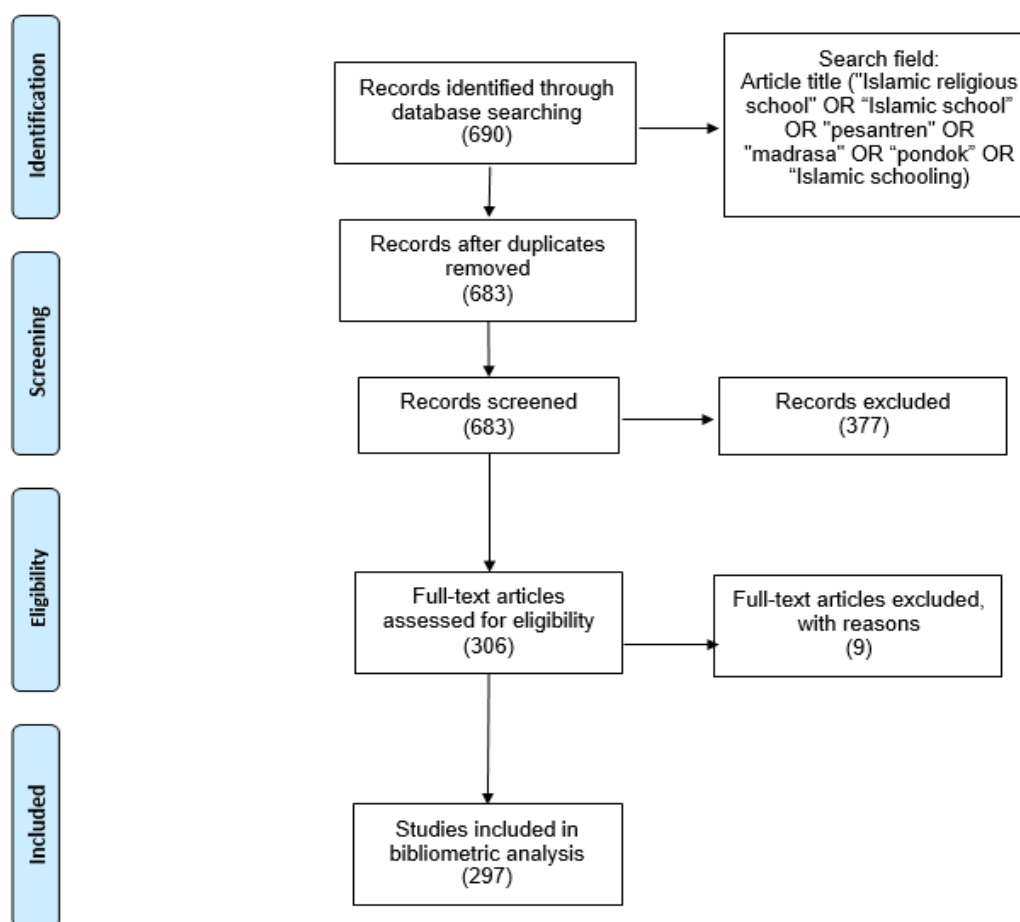 Identification
Records identified through
database searching
(690)
Search field:
Article title ("Islamic religious
school" OR “Islamic school”
OR "pesantren" OR
"madrasa" OR “pondok” OR
“Islamic schooling)
Records after duplicates
removed
(683)
Screening
Records screened
(683)
Records excluded
(377)
Eligibility
Full-text articles
assessed for eligibility
(306)
Full-text articles excluded,
with reasons
(9)
Included
Studies included in
bibliometric analysis
(297)